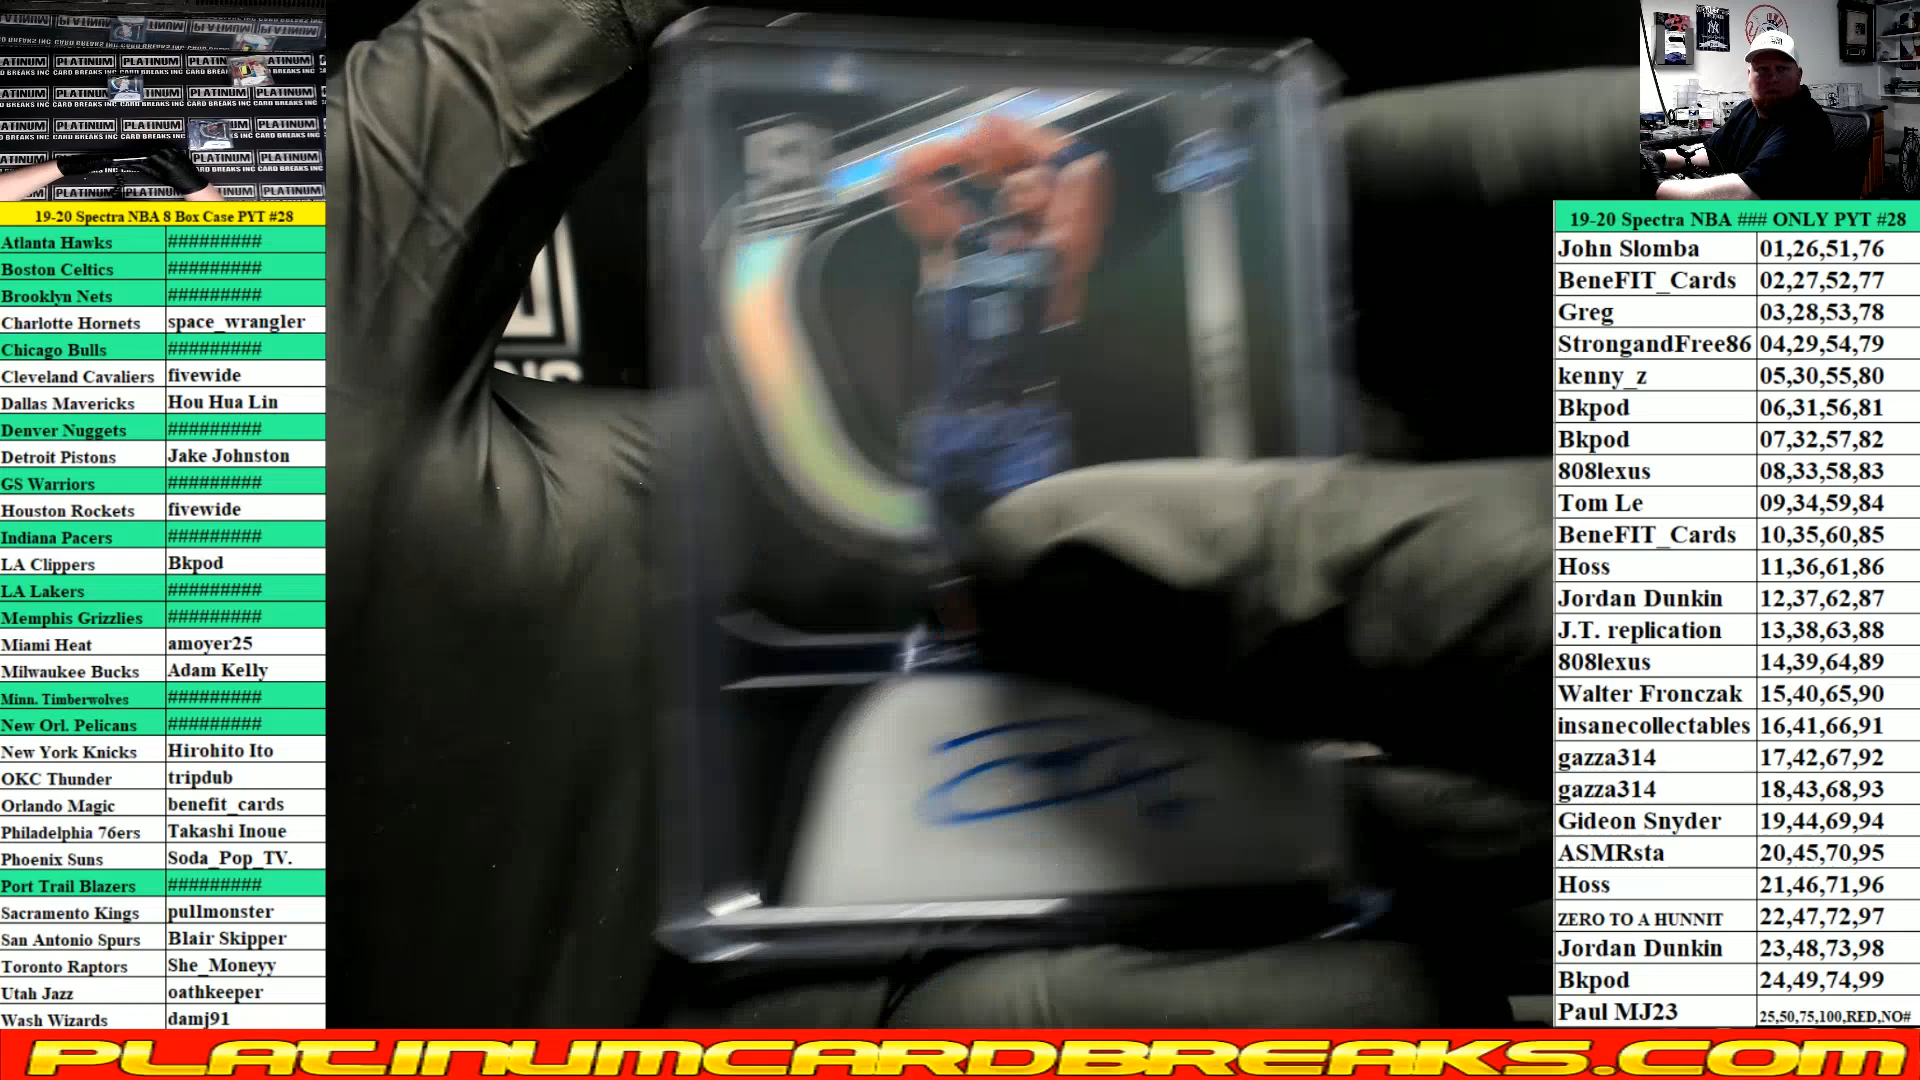 19-20 Spectra NBA 8 Box Case PYT #28
Atlanta Hawks #########
Boston Celtics #########
Brooklyn Nets #########
Charlotte Hornets space_wrangler
Chicago Bulls #########
Cleveland Cavaliers fivewide
Dallas Mavericks Hou Hua Lin
Denver Nuggets #########
Detroit Pistons Jake Johnston
GS Warriors #########
Houston Rockets fivewide
Indiana Pacers #########
LA Clippers Bkpod
LA Lakers #########
Memphis Grizzlies #########
Miami Heat amoyer25
Milwaukee Bucks Adam Kelly
Minn. Timberwolves #########
New Orl. Pelicans #########
New York Knicks Hirohito Ito
OKC Thunder tripdub
Orlando Magic benefit_cards
Philadelphia 76ers Takashi Inoue
Phoenix Suns Soda_Pop_TV.
Port Trail Blazers #########
Sacramento Kings pullmonster
San Antonio Spurs Blair Skipper
Toronto Raptors She_Moneyy
Utah Jazz oathkeeper
Wash Wizards damj91
19-20 Spectra NBA ### ONLY PYT #28
John Slomba 01,26,51,76
BeneFIT_Cards 02,27,52,77
Greg 03,28,53,78
StrongandFree86 04,29,54,79
kenny_z 05,30,55,80
Bkpod 06,31,56,81
Bkpod 07,32,57,82
808lexus 08,33,58,83
Tom Le 09,34,59,84
BeneFIT_Cards 10,35,60,85
Hoss 11,36,61,86
Jordan Dunkin 12,37,62,87
J.T. replication 13,38,63,88
808lexus 14,39,64,89
Walter Fronczak 15,40,65,90
insanecollectables 16,41,66,91
gazza314 17,42,67,92
gazza314 18,43,68,93
Gideon Snyder 19,44,69,94
ASMRsta 20,45,70,95
Hoss 21,46,71,96
ZERO TO A HUNNIT 22,47,72,97
Jordan Dunkin 23,48,73,98
Bkpod 24,49,74,99
Paul MJ23 25,50,75,100,RED,NO#
PLATINUMCARDBREAKS.COM